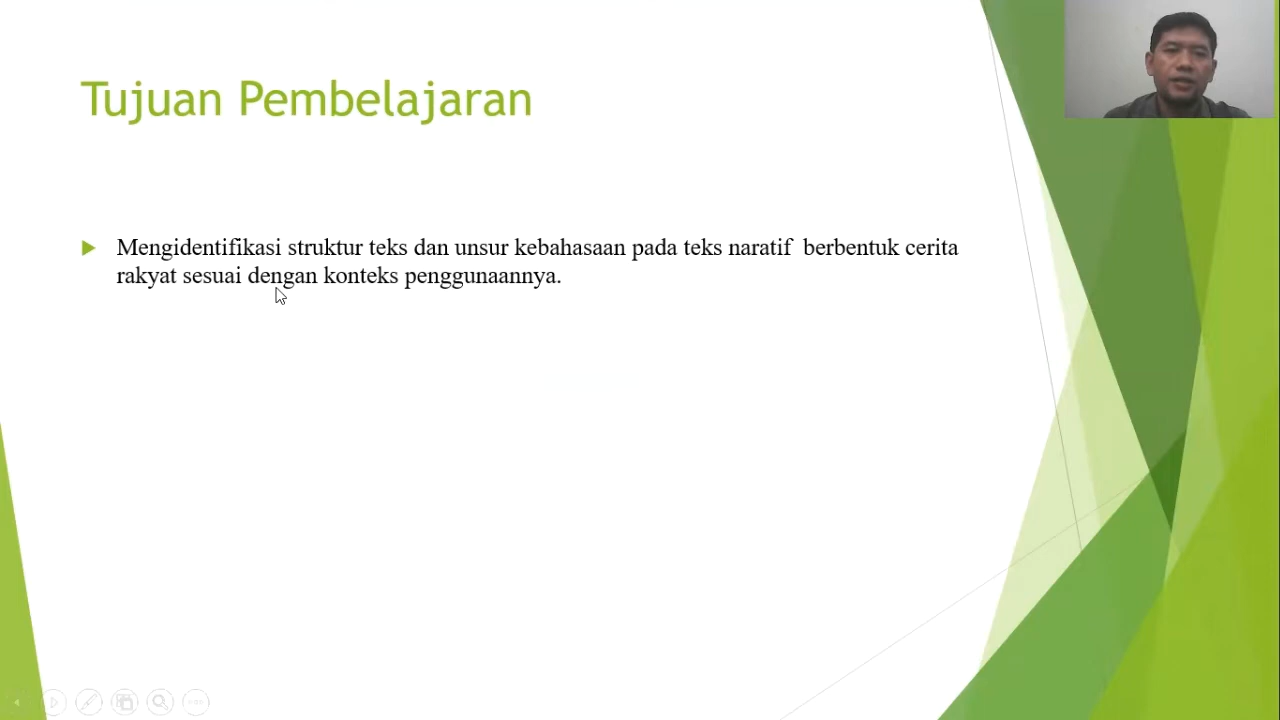 Tujuan Pembelajaran
Mengidentifikasi struktur teks dan unsur kebahasaan pada teks naratif berbentuk cerita
rakyat sesuai dengan konteks penggunaannya.